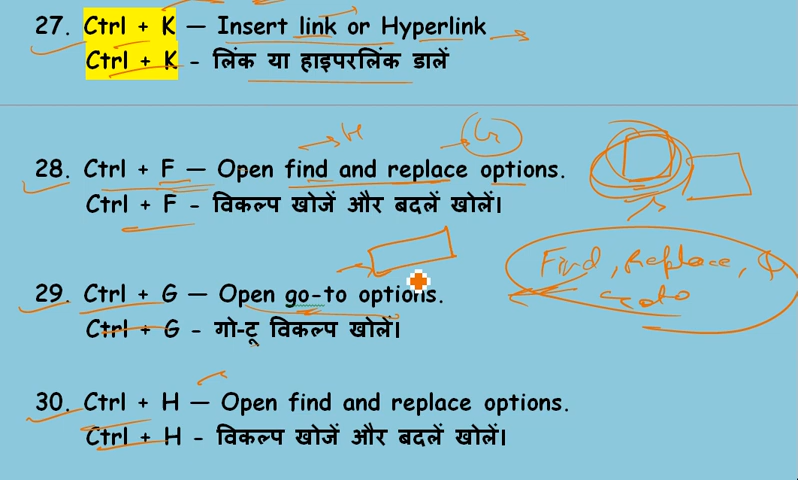 27. Ctrl + K – Insert link or Hyperlink
Ctrl + K - लिंक या हाइपरलिंक डालें
H
G
28. Ctrl + F – Open find and replace options.
Ctrl + F - विकल्प खोजें और बदलें खोलें।
Find, Replace, &
Goto
29. Ctrl + G – Open go-to options.
Ctrl + G - गो-टू विकल्प खोलें।
30. Ctrl + H – Open find and replace options.
Ctrl + H - विकल्प खोजें और बदलें खोलें।